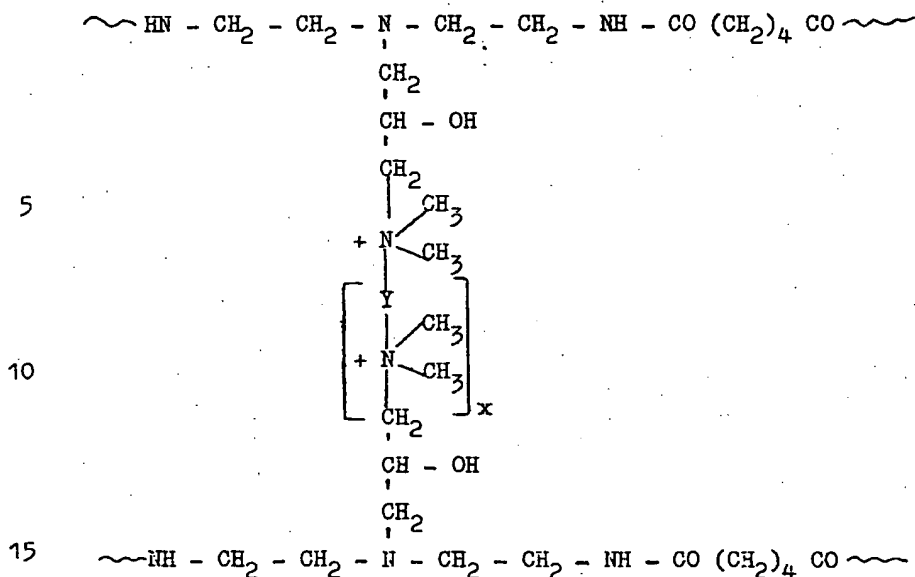 HN - CH2 - CH2 - N - CH2 - CH2 - NH - CO (CH2)4 CO
CH2
CH - OH
CH2
5 CH3
+ N
CH3
Y
CH3
10 + N
CH3
x
CH2
CH - OH
CH2
15 NH - CH2 - CH2 - N - CH2 - CH2 - NH - CO (CH2)4 CO